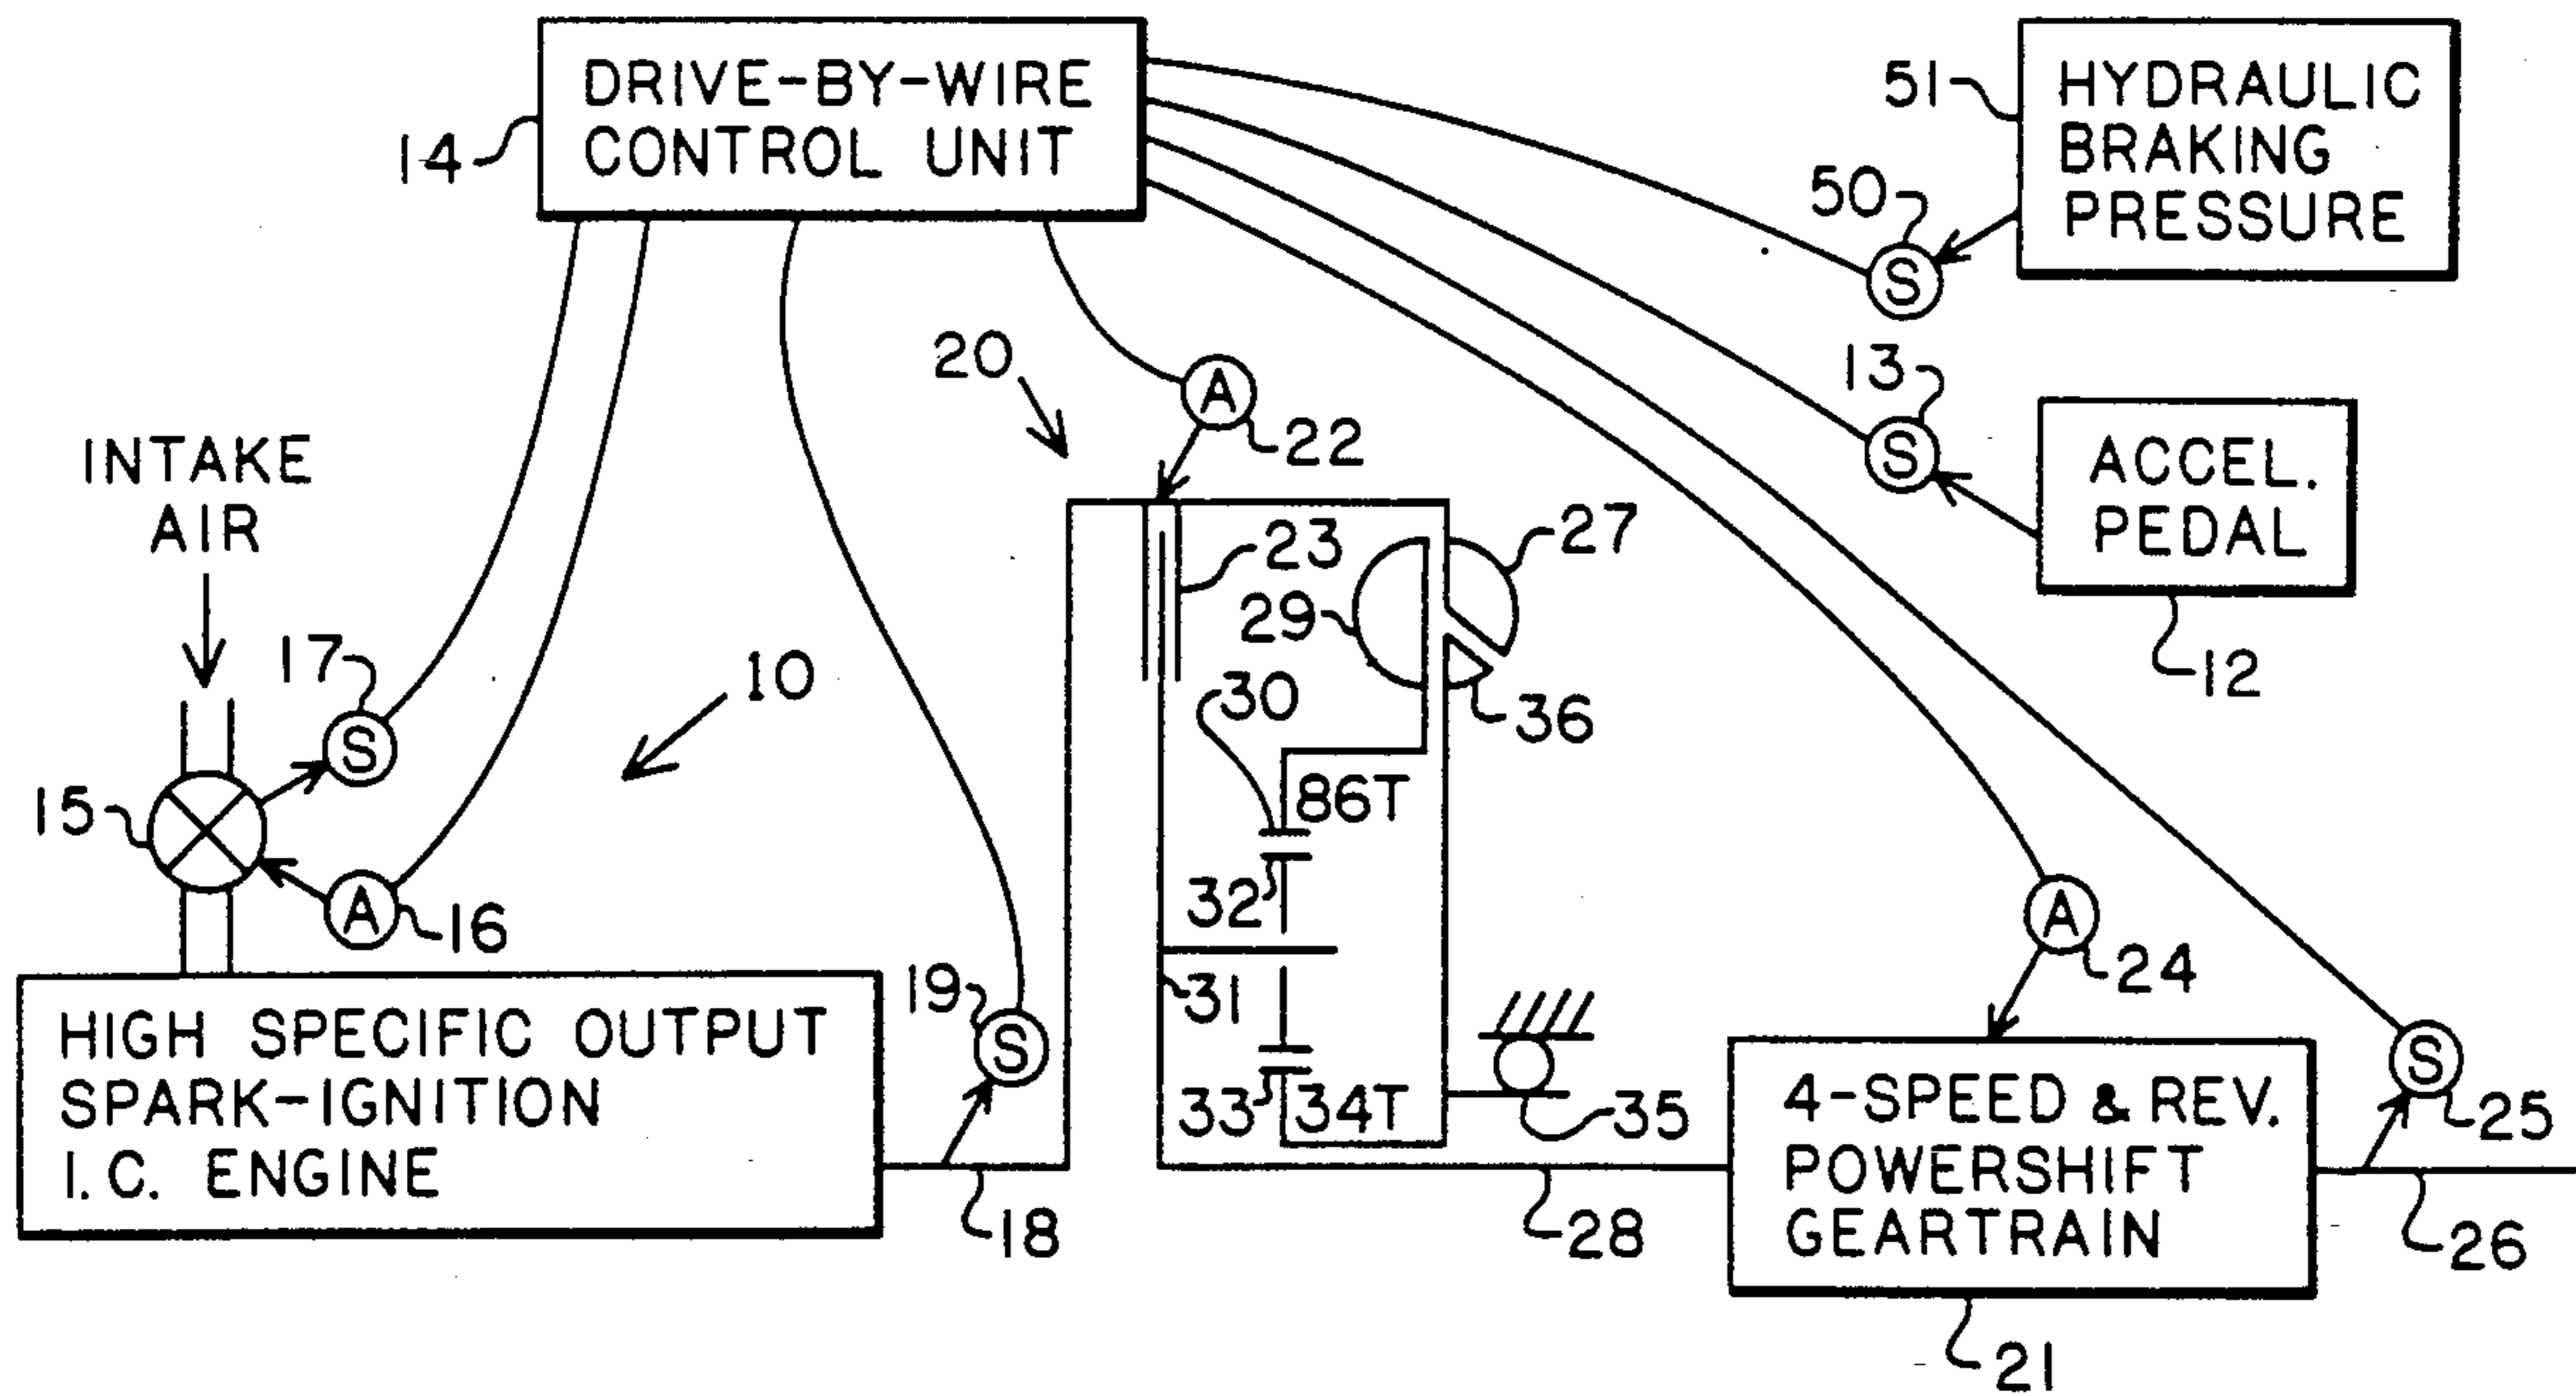 DRIVE-BY-WIRE
CONTROL UNIT
14
51
HYDRAULIC
BRAKING
PRESSURE
50
S
20
A
22
13
S
ACCEL.
PEDAL
12
INTAKE
AIR
17
S
10
15
A
16
23
27
29
30
36
86T
32
31
33
34T
35
19
S
HIGH SPECIFIC OUTPUT
SPARK-IGNITION
I.C. ENGINE
18
28
A
24
4-SPEED & REV.
POWERSHIFT
GEARTRAIN
S
25
26
21